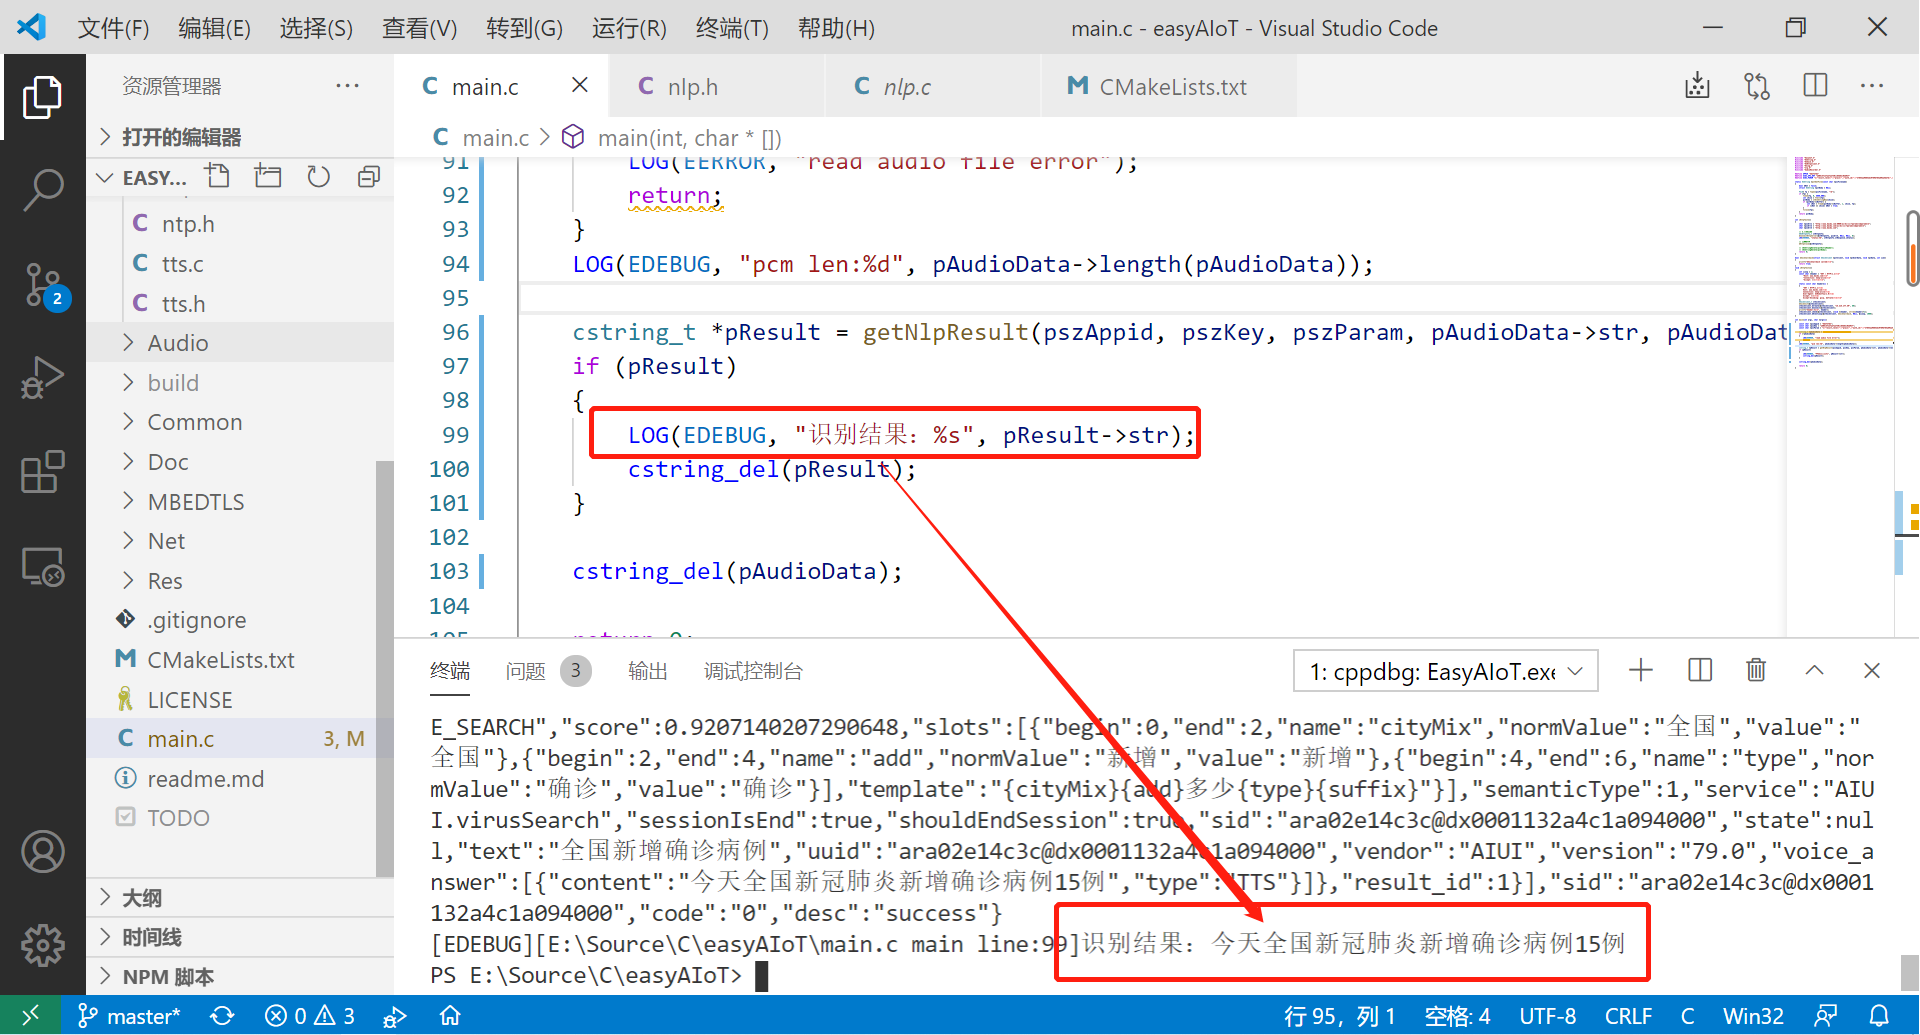 文件(F) 编辑(E) 选择(S) 查看(V) 转到(G) 运行(R) 终端(T) 帮助(H) main.c - easyAIoT - Visual Studio Code
资源管理器 ···
C main.c C nlp.h C nlp.c M CMakeLists.txt
C main.c > main(int, char * [])
打开的编辑器
EASY...
C ntp.h
C tts.c
C tts.h
Audio
build
Common
Doc
MBEDTLS
Net
Res
.gitignore
M CMakeLists.txt
LICENSE
C main.c 3, M
readme.md
TODO
大纲
时间线
NPM 脚本
2
91 LOG(EERROR, "read audio file error");
92 return;
93 }
94 LOG(EDEBUG, "pcm len:%d", pAudioData->length(pAudioData));
95
96 cstring_t *pResult = getNlpResult(pszAppid, pszKey, pszParam, pAudioData->str, pAudioDat
97 if (pResult)
98 {
99 LOG(EDEBUG, "识别结果：%s", pResult->str);
100 cstring_del(pResult);
101 }
102
103 cstring_del(pAudioData);
104
105 return 0;
终端 问题 3 输出 调试控制台 1: cppdbg: EasyAIoT.exe
E_SEARCH","score":0.9207140207290648,"slots":[{"begin":0,"end":2,"name":"cityMix","normValue":"全国","value":"
全国"},{"begin":2,"end":4,"name":"add","normValue":"新增","value":"新增"},{"begin":4,"end":6,"name":"type","nor
mValue":"确诊","value":"确诊"}],"template":"{cityMix}{add}多少{type}{suffix}"}],"semanticType":1,"service":"AIU
I.virusSearch","sessionIsEnd":true,"shouldEndSession":true,"sid":"ara02e14c3c@dx0001132a4c1a094000","state":nul
l,"text":"全国新增确诊病例","uuid":"ara02e14c3c@dx0001132a4c1a094000","vendor":"AIUI","version":"79.0","voice_a
nswer":[{"content":"今天全国新冠肺炎新增确诊病例15例","type":"TTS"}]},"result_id":1}],"sid":"ara02e14c3c@dx0001
132a4c1a094000","code":"0","desc":"success"}
[EDEBUG][E:\Source\C\easyAIoT\main.c main line:99]识别结果：今天全国新冠肺炎新增确诊病例15例
PS E:\Source\C\easyAIoT>
master* 0 3 行 95，列 1 空格: 4 UTF-8 CRLF C Win32